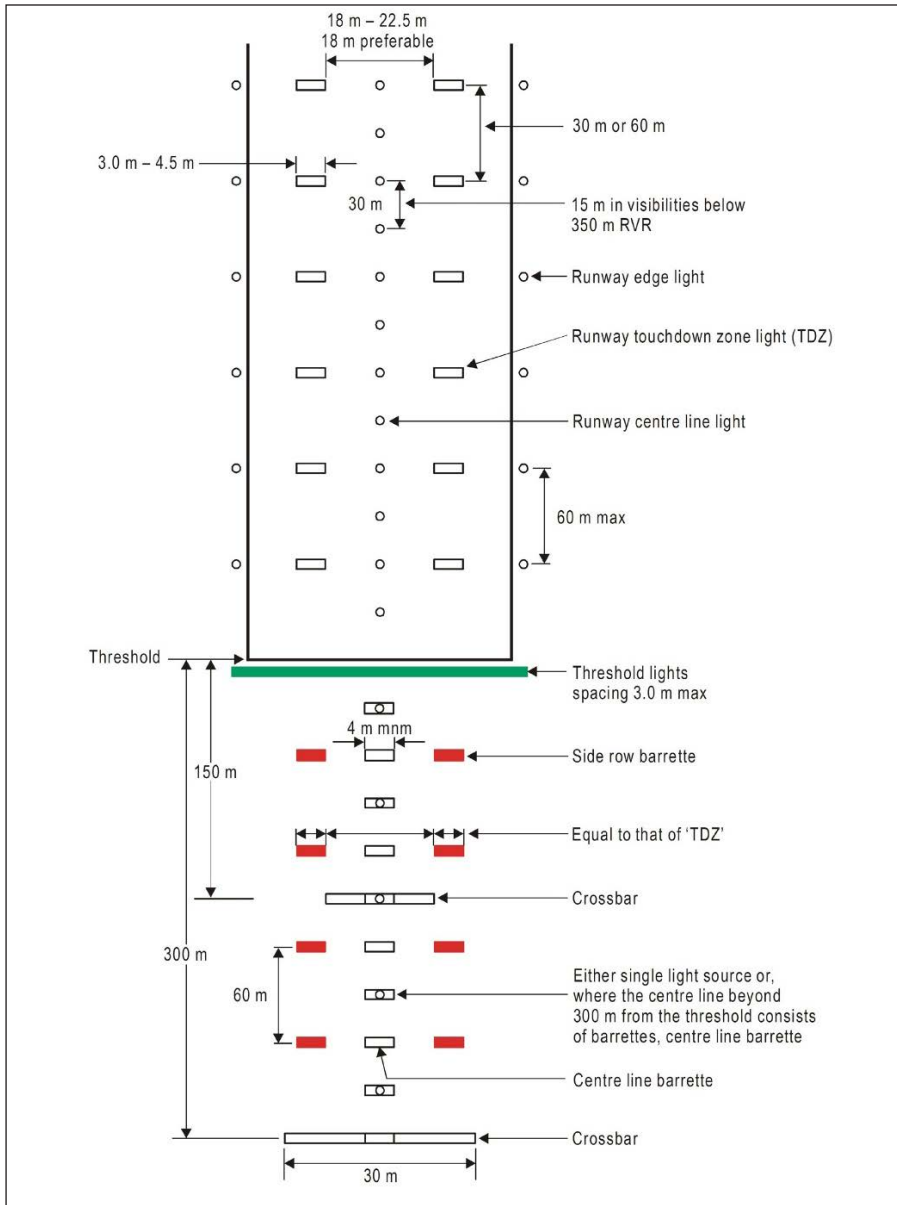 18 m – 22.5 m
18 m preferable
30 m or 60 m
3.0 m – 4.5 m
30 m
15 m in visibilities below
350 m RVR
Runway edge light
Runway touchdown zone light (TDZ)
Runway centre line light
60 m max
Threshold
Threshold lights
spacing 3.0 m max
4 m mnm
Side row barrette
150 m
Equal to that of ‘TDZ’
Crossbar
300 m
60 m
Either single light source or,
where the centre line beyond
300 m from the threshold consists
of barrettes, centre line barrette
Centre line barrette
Crossbar
30 m